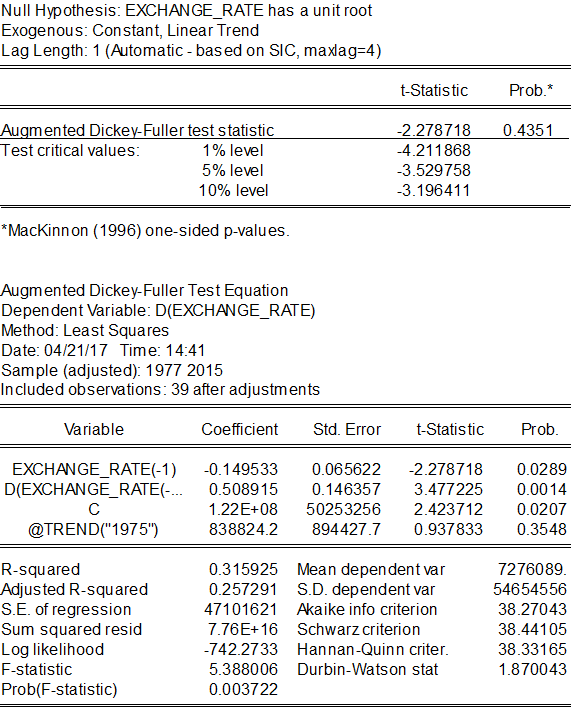 Null Hypothesis: EXCHANGE_RATE has a unit root
Exogenous: Constant, Linear Trend
Lag Length: 1 (Automatic - based on SIC, maxlag=4)
t-Statistic Prob.*
Augmented Dickey-Fuller test statistic -2.278718 0.4351
Test critical values: 1% level -4.211868
5% level -3.529758
10% level -3.196411
*MacKinnon (1996) one-sided p-values.
Augmented Dickey-Fuller Test Equation
Dependent Variable: D(EXCHANGE_RATE)
Method: Least Squares
Date: 04/21/17 Time: 14:41
Sample (adjusted): 1977 2015
Included observations: 39 after adjustments
Variable Coefficient Std. Error t-Statistic Prob.
EXCHANGE_RATE(-1) -0.149533 0.065622 -2.278718 0.0289
D(EXCHANGE_RATE(-... 0.508915 0.146357 3.477225 0.0014
C 1.22E+08 50253256 2.423712 0.0207
@TREND("1975") 838824.2 894427.7 0.937833 0.3548
R-squared 0.315925 Mean dependent var 7276089.
Adjusted R-squared 0.257291 S.D. dependent var 54654556
S.E. of regression 47101621 Akaike info criterion 38.27043
Sum squared resid 7.76E+16 Schwarz criterion 38.44105
Log likelihood -742.2733 Hannan-Quinn criter. 38.33165
F-statistic 5.388006 Durbin-Watson stat 1.870043
Prob(F-statistic) 0.003722